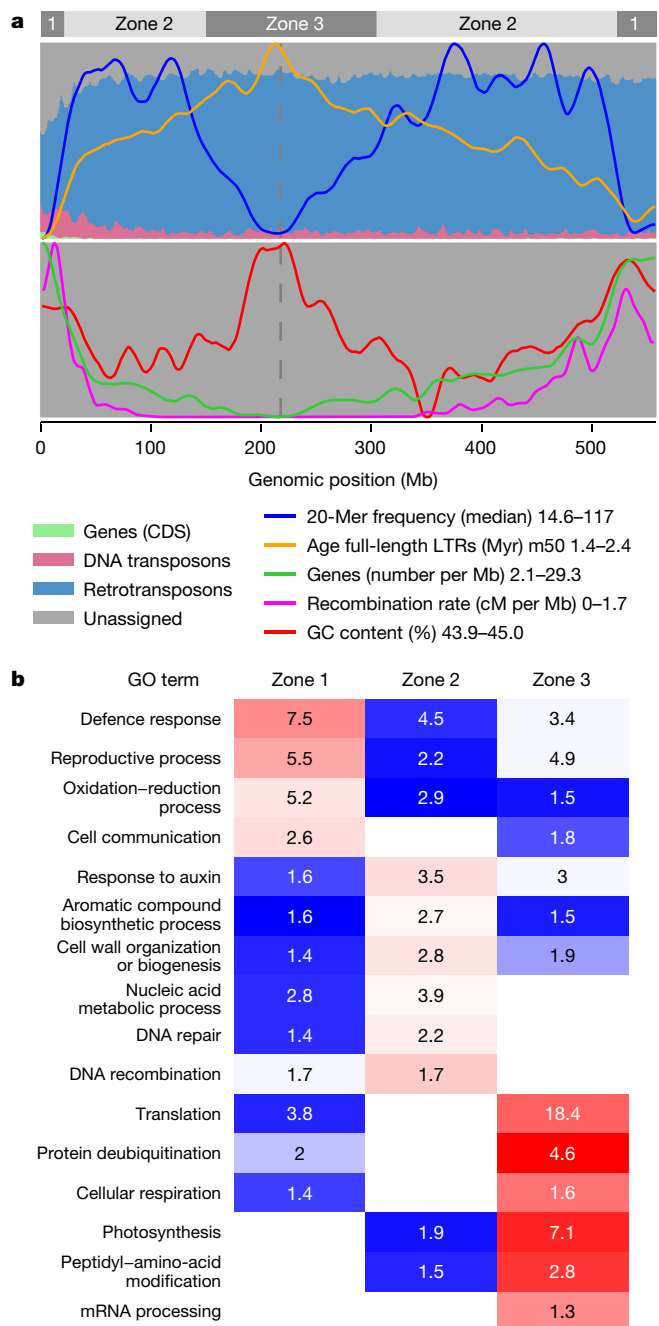 a
1 Zone 2 Zone 3 Zone 2 1
0 100 200 300 400 500
Genomic position (Mb)
Genes (CDS)
DNA transposons
Retrotransposons
Unassigned
20-Mer frequency (median) 14.6–117
Age full-length LTRs (Myr) m50 1.4–2.4
Genes (number per Mb) 2.1–29.3
Recombination rate (cM per Mb) 0–1.7
GC content (%) 43.9–45.0
b GO term Zone 1 Zone 2 Zone 3
Defence response 7.5 4.5 3.4
Reproductive process 5.5 2.2 4.9
Oxidation–reduction
process 5.2 2.9 1.5
Cell communication 2.6 1.8
Response to auxin 1.6 3.5 3
Aromatic compound
biosynthetic process 1.6 2.7 1.5
Cell wall organization
or biogenesis 1.4 2.8 1.9
Nucleic acid
metabolic process 2.8 3.9
DNA repair 1.4 2.2
DNA recombination 1.7 1.7
Translation 3.8 18.4
Protein deubiquitination 2 4.6
Cellular respiration 1.4 1.6
Photosynthesis 1.9 7.1
Peptidyl–amino-acid
modification 1.5 2.8
mRNA processing 1.3